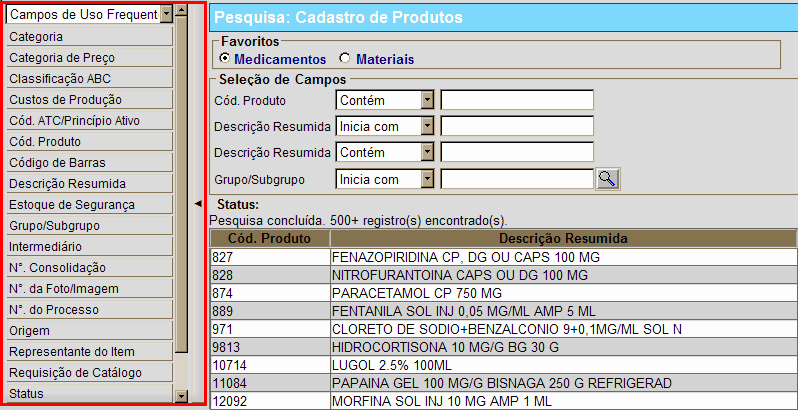 Campos de Uso Frequent
Categoria
Categoria de Preço
Classificação ABC
Custos de Produção
Cód. ATC/Princípio Ativo
Cód. Produto
Código de Barras
Descrição Resumida
Estoque de Segurança
Grupo/Subgrupo
Intermediário
N°. Consolidação
N°. da Foto/Imagem
N°. do Processo
Origem
Representante do Item
Requisição de Catálogo
Status
Pesquisa: Cadastro de Produtos
Favoritos
Medicamentos Materiais
Seleção de Campos
Cód. Produto Contém
Descrição Resumida Inicia com
Descrição Resumida Contém
Grupo/Subgrupo Inicia com
Status:
Pesquisa concluída. 500+ registro(s) encontrado(s).
Cód. Produto Descrição Resumida
827 FENAZOPIRIDINA CP, DG OU CAPS 100 MG
828 NITROFURANTOINA CAPS OU DG 100 MG
874 PARACETAMOL CP 750 MG
889 FENTANILA SOL INJ 0,05 MG/ML AMP 5 ML
971 CLORETO DE SODIO+BENZALCONIO 9+0,1MG/ML SOL N
9813 HIDROCORTISONA 10 MG/G BG 30 G
10714 LUGOL 2.5% 100ML
11084 PAPAINA GEL 100 MG/G BISNAGA 250 G REFRIGERAD
12092 MORFINA SOL INJ 10 MG AMP 1 ML